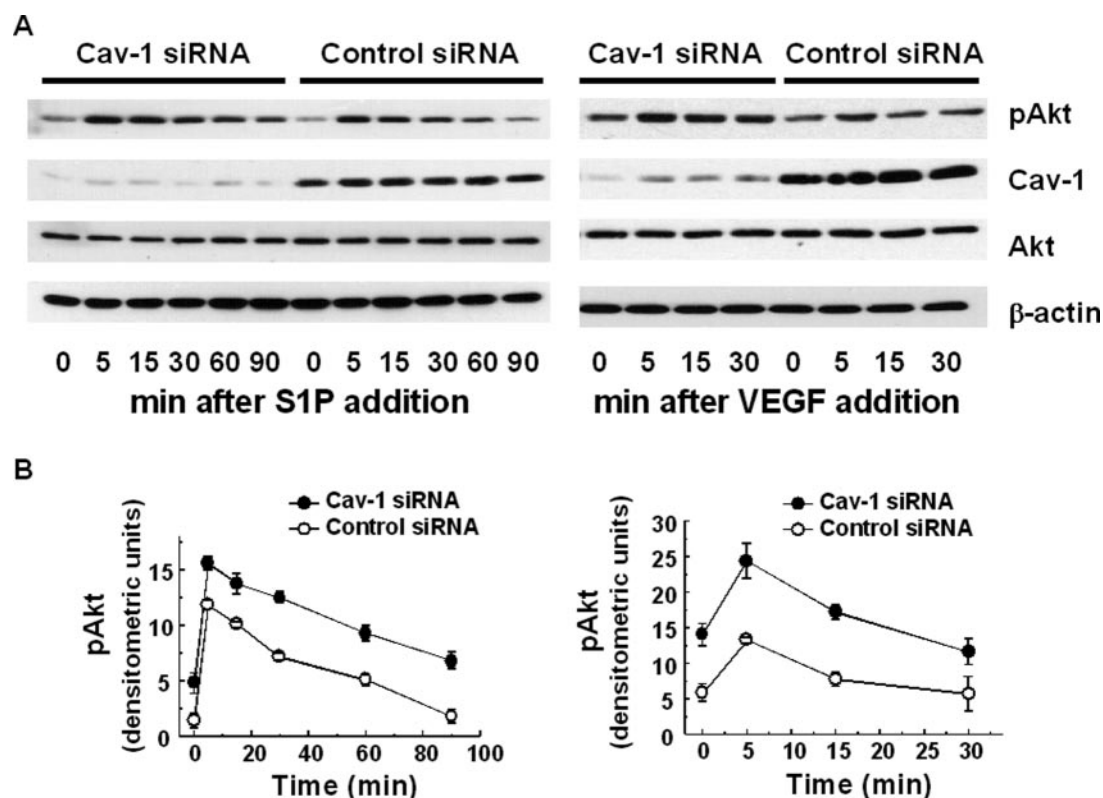 A
Cav-1 siRNA Control siRNA
Cav-1 siRNA Control siRNA
pAkt
Cav-1
Akt
β-actin
0 5 15 30 60 90 0 5 15 30 60 90
min after S1P addition
0 5 15 30 0 5 15 30
min after VEGF addition
B
Cav-1 siRNA
Control siRNA
pAkt
(densitometric units)
15
10
5
0
0 20 40 60 80 100
Time (min)
Cav-1 siRNA
Control siRNA
pAkt
(densitometric units)
30
25
20
15
10
5
0
0 5 10 15 20 25 30
Time (min)